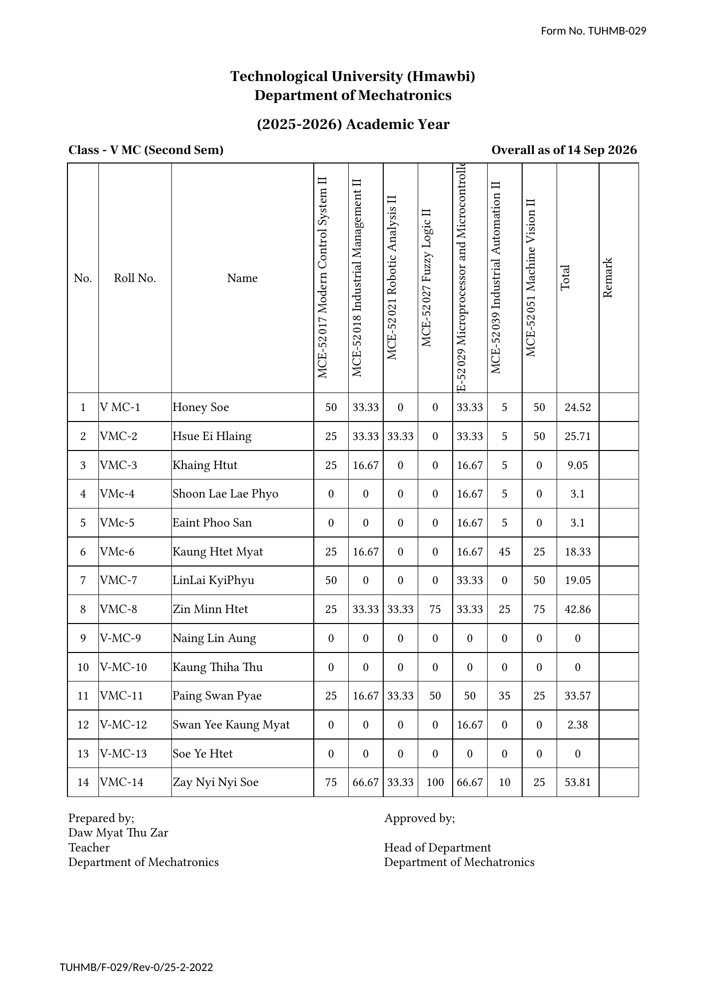 Form No. TUHMB-029
Technological University (Hmawbi)
Department of Mechatronics
(2025-2026) Academic Year
Class - V MC (Second Sem) Overall as of 14 Sep 2026
No. Roll No. Name MCE-52017 Modern Control System II MCE-52018 Industrial Management II MCE-52021 Robotic Analysis II MCE-52027 Fuzzy Logic II E-52029 Microprocessor and Microcontrolle MCE-52039 Industrial Automation II MCE-52051 Machine Vision II Total Remark
1 V MC-1 Honey Soe 50 33.33 0 0 33.33 5 50 24.52
2 VMC-2 Hsue Ei Hlaing 25 33.33 33.33 0 33.33 5 50 25.71
3 VMC-3 Khaing Htut 25 16.67 0 0 16.67 5 0 9.05
4 VMc-4 Shoon Lae Lae Phyo 0 0 0 0 16.67 5 0 3.1
5 VMc-5 Eaint Phoo San 0 0 0 0 16.67 5 0 3.1
6 VMc-6 Kaung Htet Myat 25 16.67 0 0 16.67 45 25 18.33
7 VMC-7 LinLai KyiPhyu 50 0 0 0 33.33 0 50 19.05
8 VMC-8 Zin Minn Htet 25 33.33 33.33 75 33.33 25 75 42.86
9 V-MC-9 Naing Lin Aung 0 0 0 0 0 0 0 0
10 V-MC-10 Kaung Thiha Thu 0 0 0 0 0 0 0 0
11 VMC-11 Paing Swan Pyae 25 16.67 33.33 50 50 35 25 33.57
12 V-MC-12 Swan Yee Kaung Myat 0 0 0 0 16.67 0 0 2.38
13 V-MC-13 Soe Ye Htet 0 0 0 0 0 0 0 0
14 VMC-14 Zay Nyi Nyi Soe 75 66.67 33.33 100 66.67 10 25 53.81
Prepared by; Approved by;
Daw Myat Thu Zar
Teacher Head of Department
Department of Mechatronics Department of Mechatronics
TUHMB/F-029/Rev-0/25-2-2022